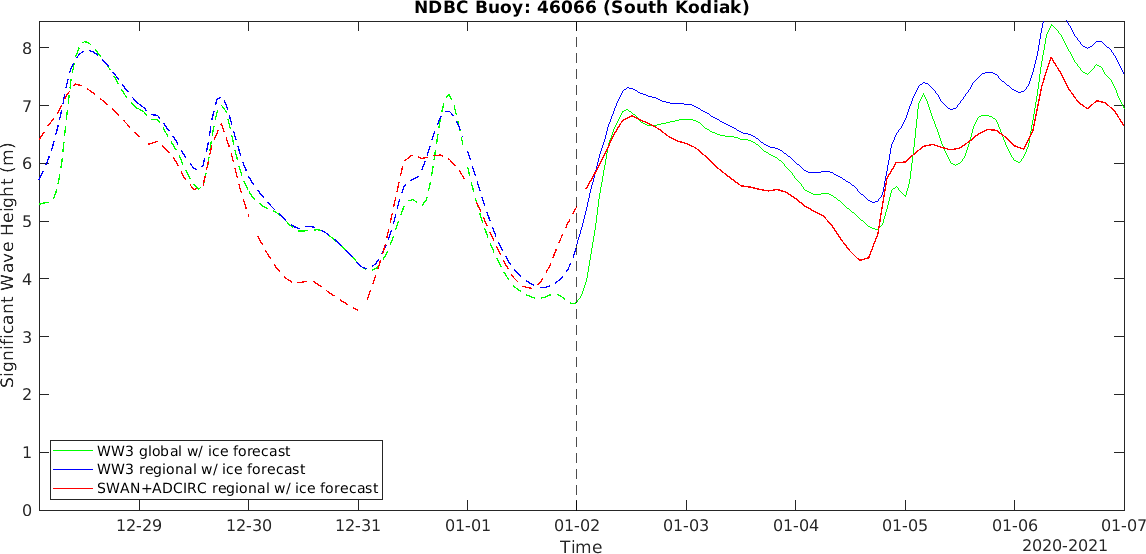 NDBC Buoy: 46066 (South Kodiak)
8
7
6
5
4
3
2
1
0
Significant Wave Height (m)
WW3 global w/ ice forecast
WW3 regional w/ ice forecast
SWAN+ADCIRC regional w/ ice forecast
12-29 12-30 12-31 01-01 01-02 01-03 01-04 01-05 01-06 01-07
Time
2020-2021